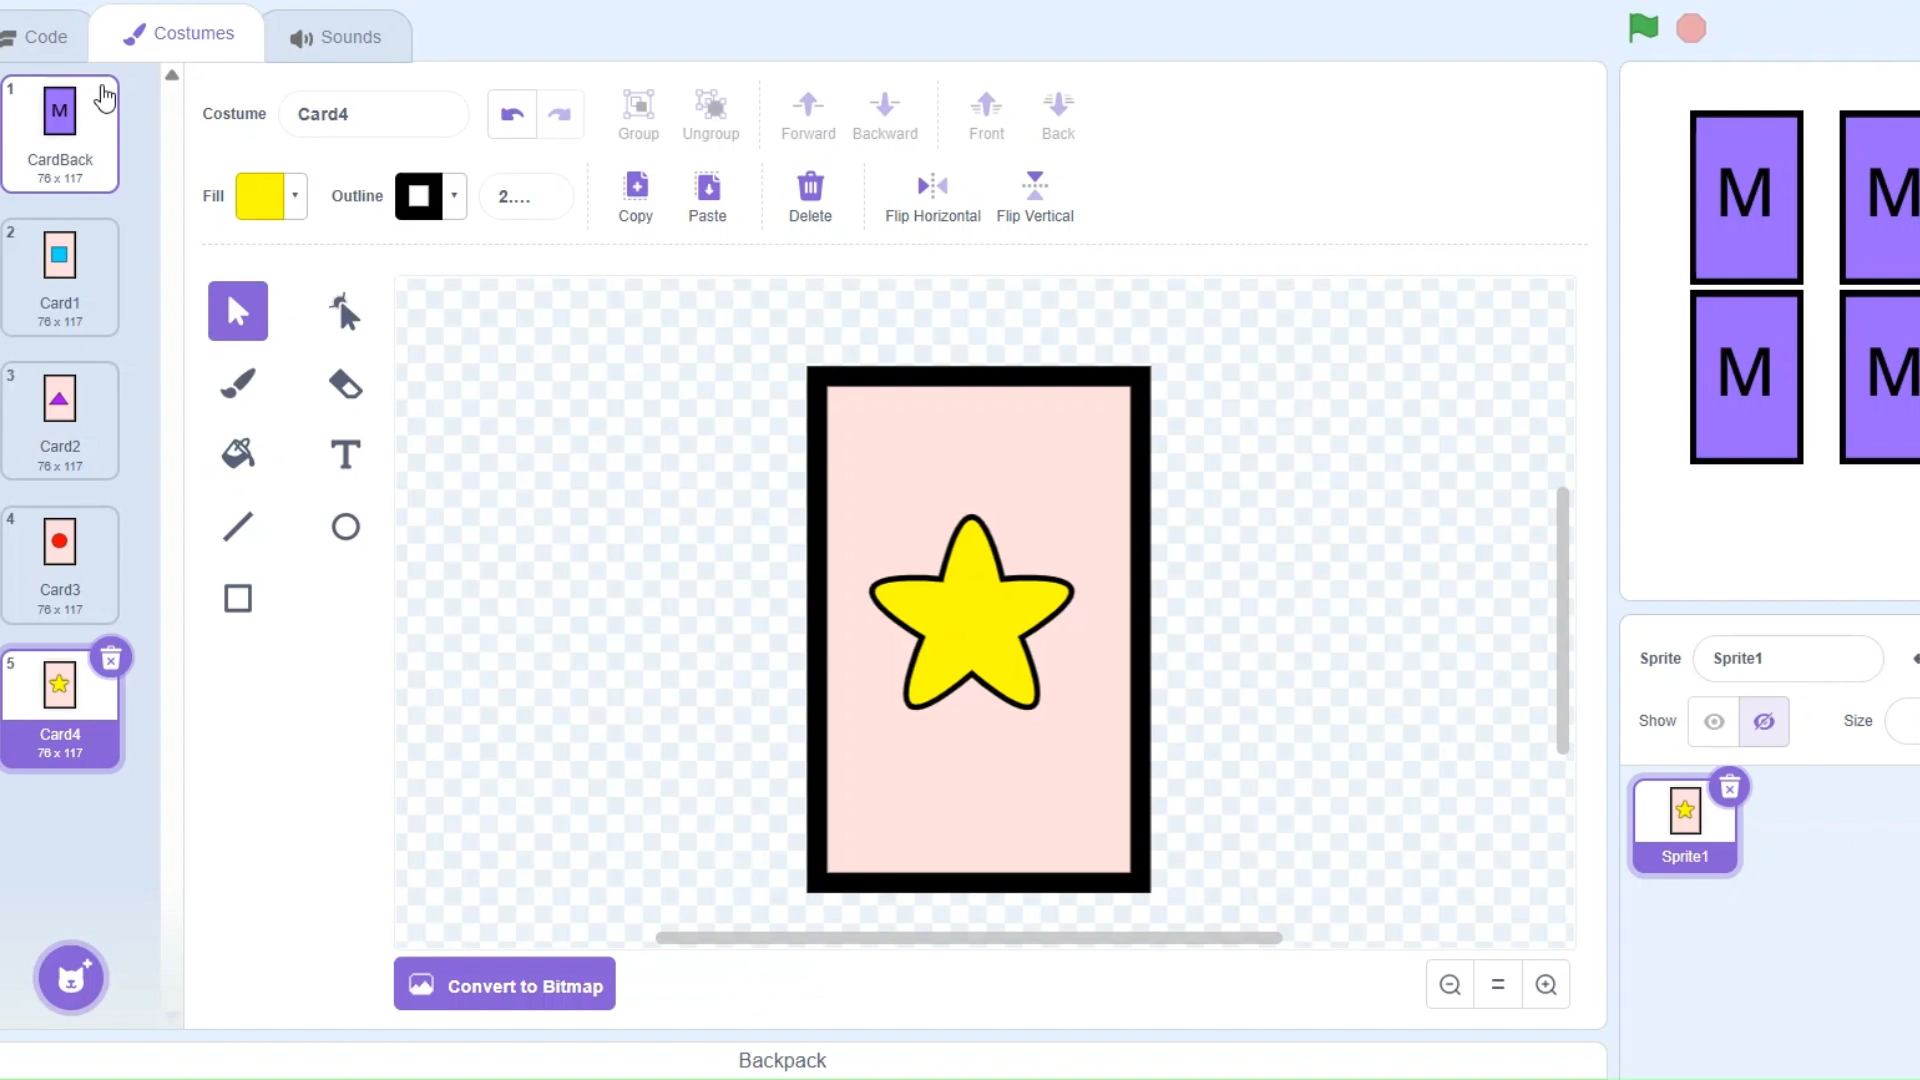 Code
Costumes
Sounds
1
M
CardBack
76 x 117
2
Card1
76 x 117
3
Card2
76 x 117
4
Card3
76 x 117
5
Card4
76 x 117
Costume
Card4
Group
Ungroup
Forward
Backward
Front
Back
Fill
Outline
2....
Copy
Paste
Delete
Flip Horizontal
Flip Vertical
T
Convert to Bitmap
=
Backpack
M
M
M
M
Sprite
Sprite1
Show
Size
Sprite1